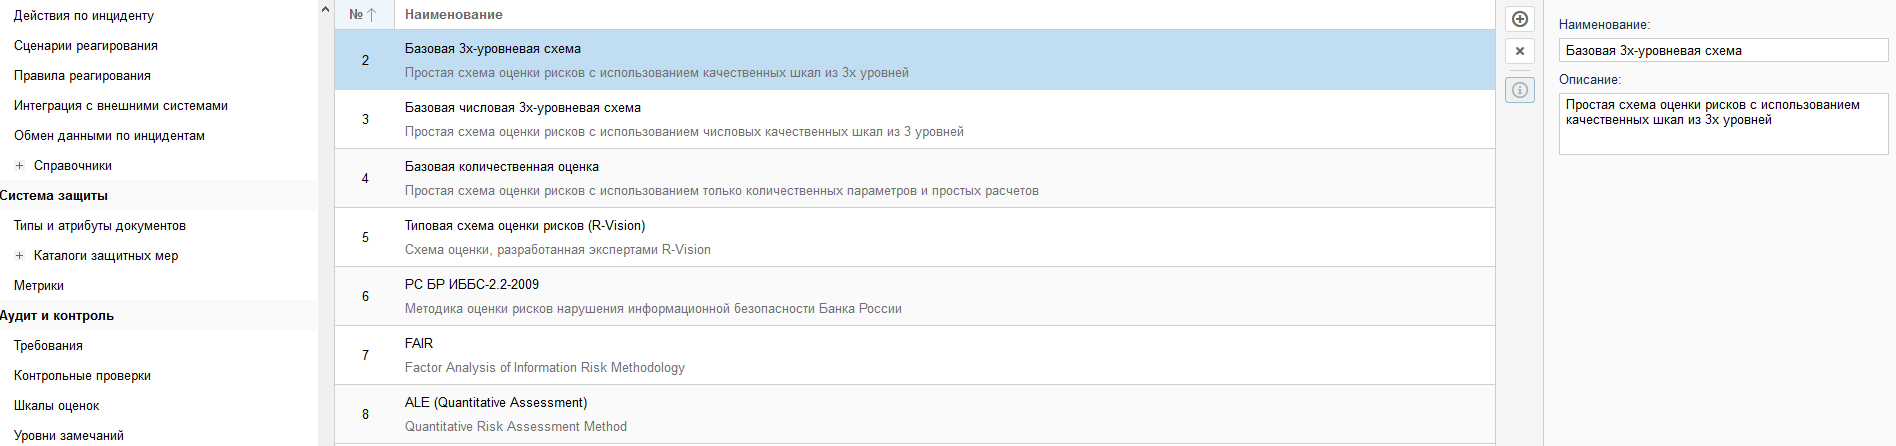 Действия по инциденту
Сценарии реагирования
Правила реагирования
Интеграция с внешними системами
Обмен данными по инцидентам
Справочники
Система защиты
Типы и атрибуты документов
Каталоги защитных мер
Метрики
Аудит и контроль
Требования
Контрольные проверки
Шкалы оценок
Уровни замечаний
№ Наименование
2
Базовая 3х-уровневая схема
Простая схема оценки рисков с использованием качественных шкал из 3х уровней
3
Базовая числовая 3х-уровневая схема
Простая схема оценки рисков с использованием числовых качественных шкал из 3 уровней
4
Базовая количественная оценка
Простая схема оценки рисков с использованием только количественных параметров и простых расчетов
5
Типовая схема оценки рисков (R-Vision)
Схема оценки, разработанная экспертами R-Vision
6
РС БР ИББС-2.2-2009
Методика оценки рисков нарушения информационной безопасности Банка России
7
FAIR
Factor Analysis of Information Risk Methodology
8
ALE (Quantitative Assessment)
Quantitative Risk Assessment Method
Наименование:
Базовая 3х-уровневая схема
Описание:
Простая схема оценки рисков с использованием
качественных шкал из 3х уровней